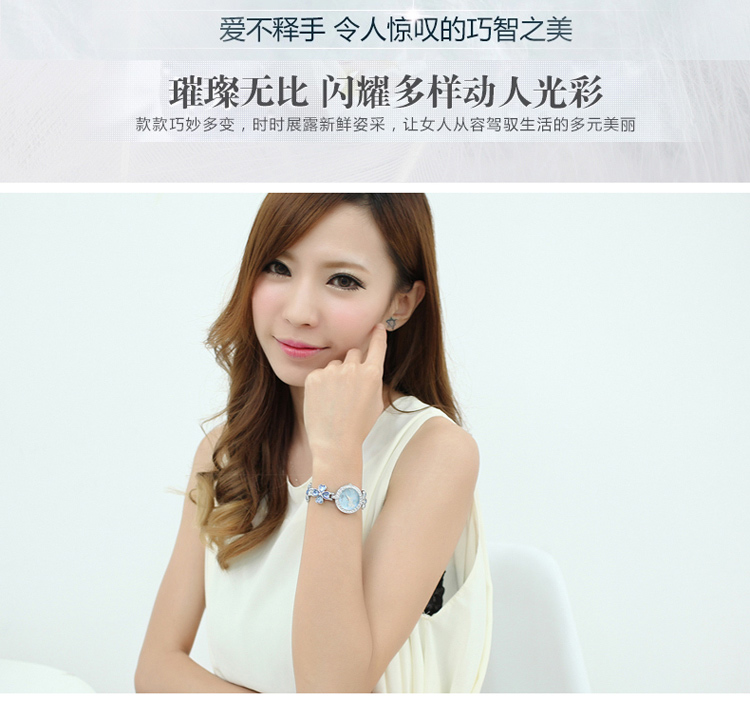 爱不释手 令人惊叹的巧智之美
璀璨无比 闪耀多样动人光彩
款款巧妙多变，时时展露新鲜姿采，让女人从容驾驭生活的多元美丽